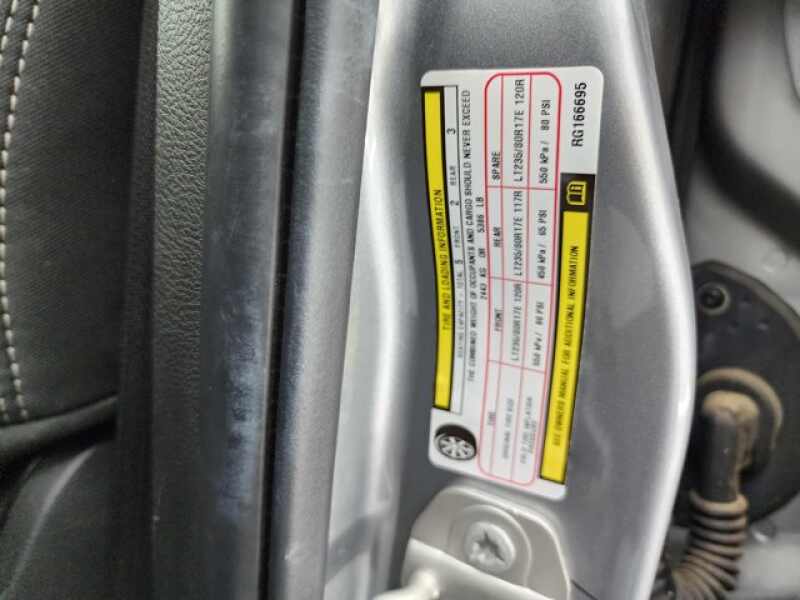 TIRE AND LOADING INFORMATION
SEATING CAPACITY - TOTAL 5 FRONT 2 REAR 3
THE COMBINED WEIGHT OF OCCUPANTS AND CARGO SHOULD NEVER EXCEED
2443 KG OR 5386 LB
TIRE FRONT REAR SPARE
ORIGINAL TIRE SIZE LT235/80R17E 120R LT235/80R17E 117R LT235/80R17E 120R
COLD TIRE INFLATION PRESSURE 550 kPa / 80 PSI 450 kPa / 65 PSI 550 kPa / 80 PSI
SEE OWNERS MANUAL FOR ADDITIONAL INFORMATION
RG166695